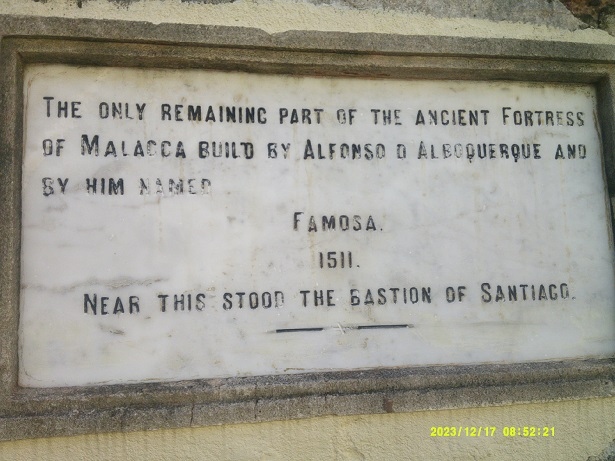 THE ONLY REMAINING PART OF THE ANCIENT FORTRESS
OF MALACCA BUILD BY ALFONSO D ALBOQUERQUE AND
BY HIM NAMED
FAMOSA.
1511.
NEAR THIS STOOD THE BASTION OF SANTIAGO.
2023/12/17 08:52:21